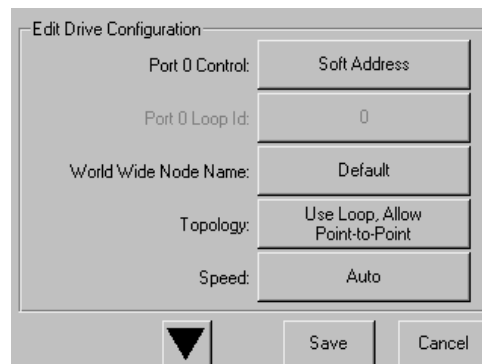 Edit Drive Configuration
Port 0 Control: Soft Address
Port 0 Loop Id: 0
World Wide Node Name: Default
Topology: Use Loop, Allow
Point-to-Point
Speed: Auto
Save Cancel